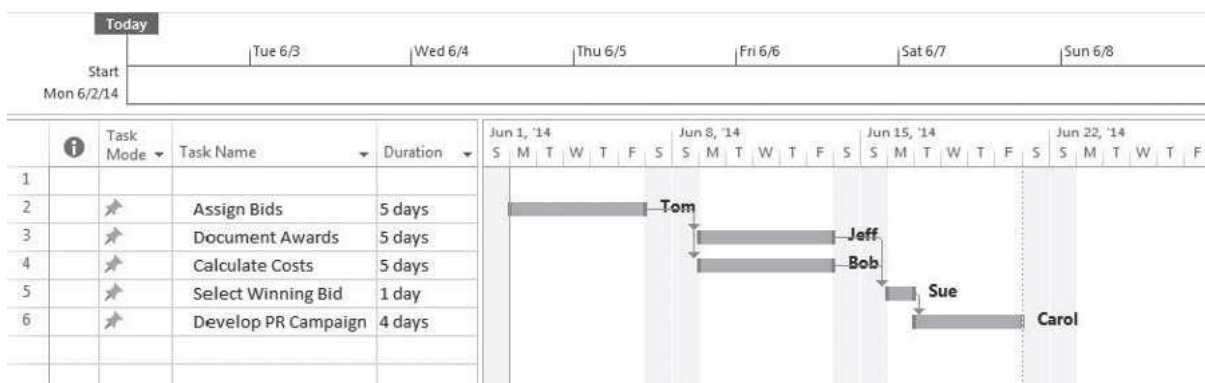 Today
Tue 6/3 Wed 6/4 Thu 6/5 Fri 6/6 Sat 6/7 Sun 6/8
Start
Mon 6/2/14
Task Mode Task Name Duration
Jun 1, '14 Jun 8, '14 Jun 15, '14 Jun 22, '14
S M T W T F S S M T W T F S S M T W T F S S M T W T F
1
2 Assign Bids 5 days Tom
3 Document Awards 5 days Jeff
4 Calculate Costs 5 days Bob
5 Select Winning Bid 1 day Sue
6 Develop PR Campaign 4 days Carol